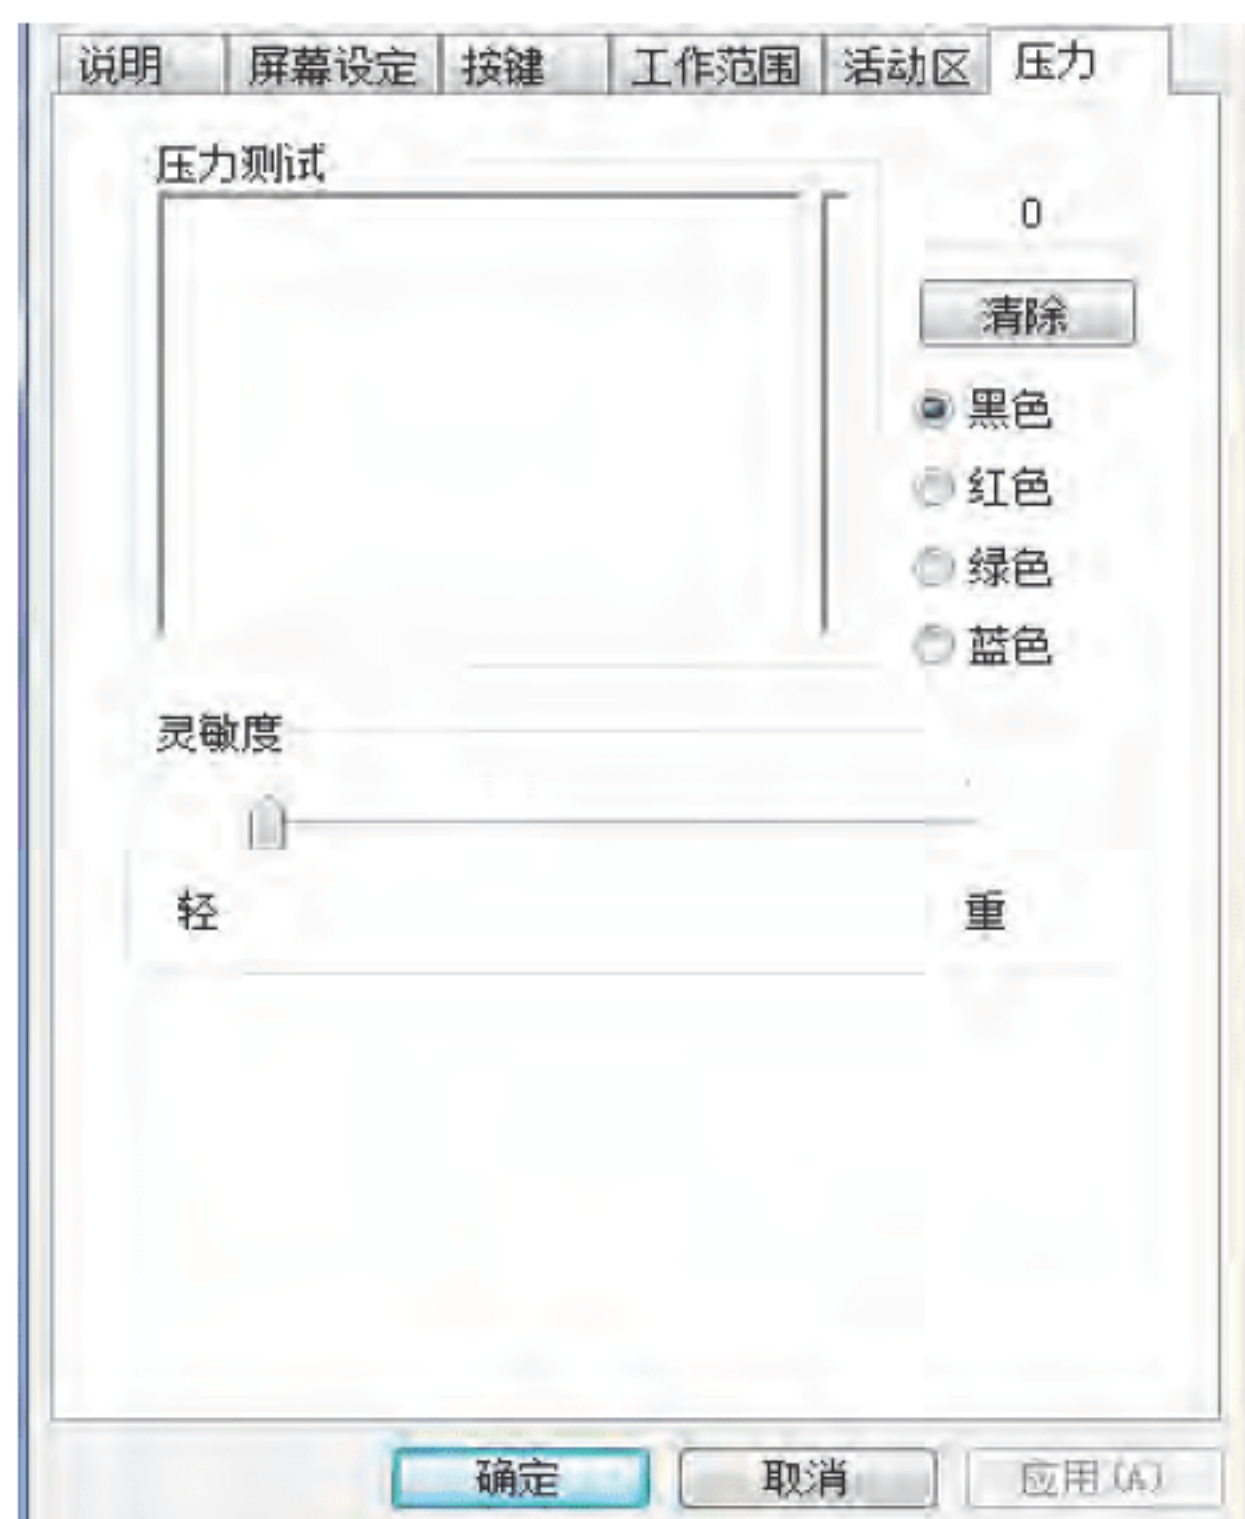 说明 屏幕设定 按键 工作范围 活动区 压力
压力测试
0
清除
黑色
红色
绿色
蓝色
灵敏度
轻 重
确定 取消 应用(A)